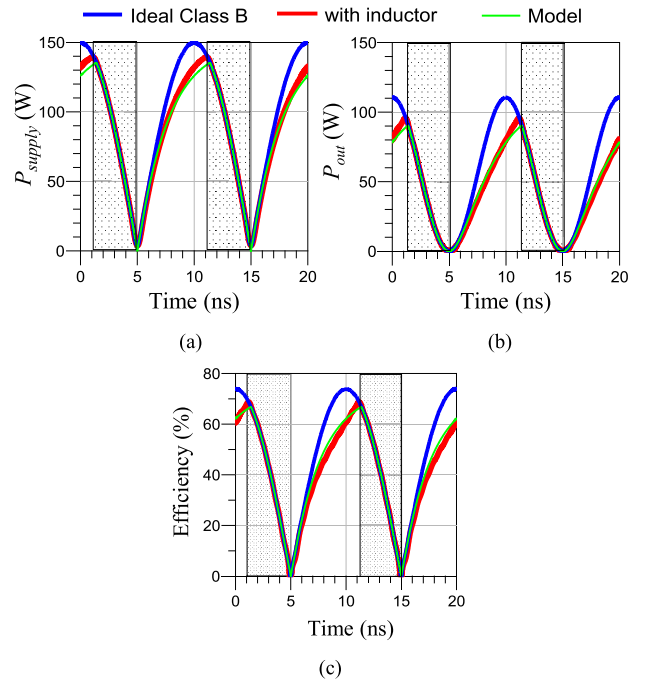 Ideal Class B with inductor Model
150
100
50
0
P_supply (W)
0 5 10 15 20
Time (ns)
(a)
150
100
50
0
P_out (W)
0 5 10 15 20
Time (ns)
(b)
80
60
40
20
0
Efficiency (%)
0 5 10 15 20
Time (ns)
(c)